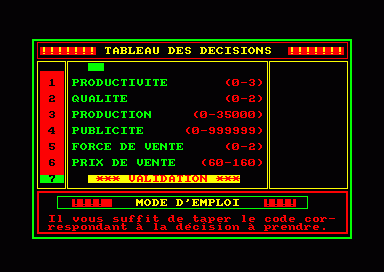 !!!!!!! TABLEAU DES DECISIONS !!!!!!!
1 PRODUCTIVITE (0-3)
2 QUALITE (0-2)
3 PRODUCTION (0-35000)
4 PUBLICITE (0-999999)
5 FORCE DE VENTE (0-2)
6 PRIX DE VENTE (60-160)
7 *** VALIDATION ***
!!!!! MODE D'EMPLOI !!!!
Il vous suffit de taper le code cor-
respondant à la décision à prendre.